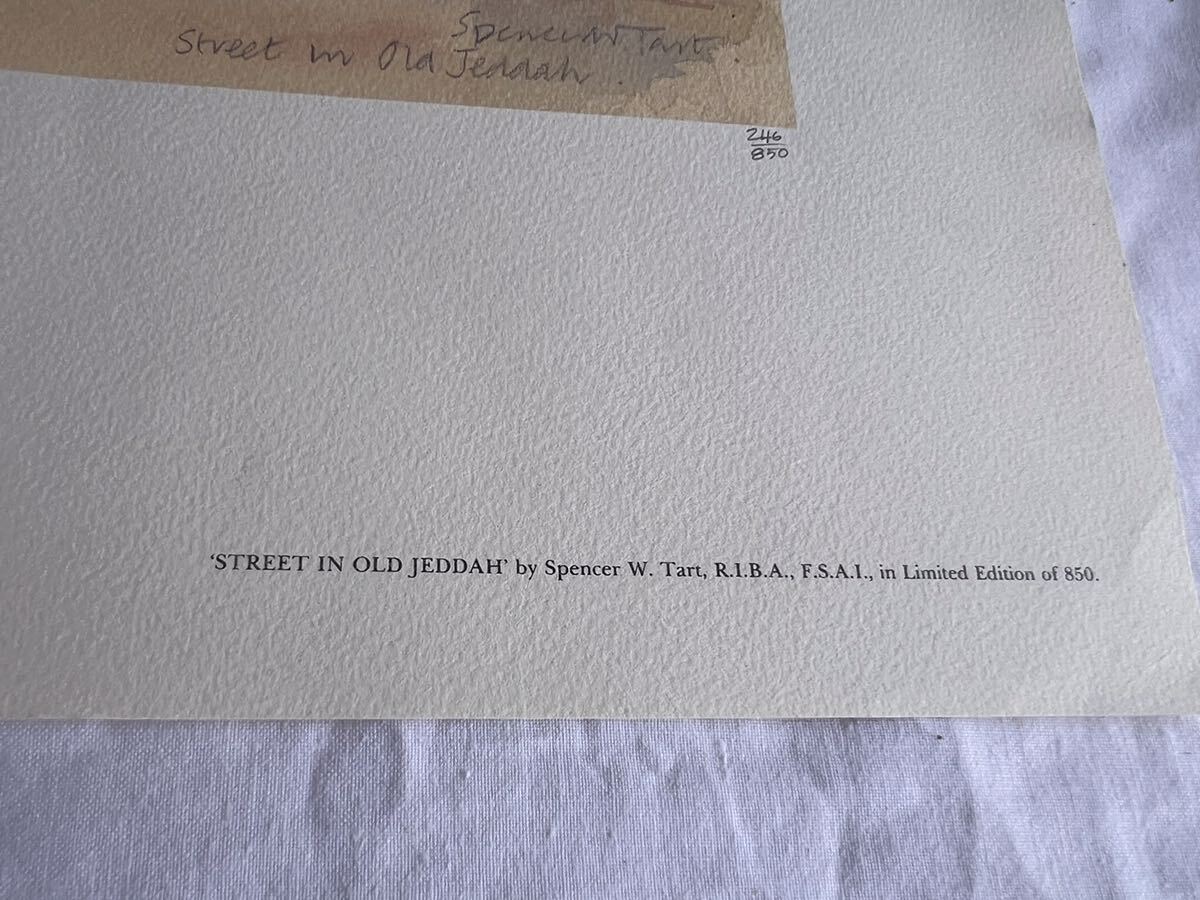 Spencer W Tart.
Street in Old Jeddah.
246
850
‘STREET IN OLD JEDDAH’ by Spencer W. Tart, R.I.B.A., F.S.A.I., in Limited Edition of 850.